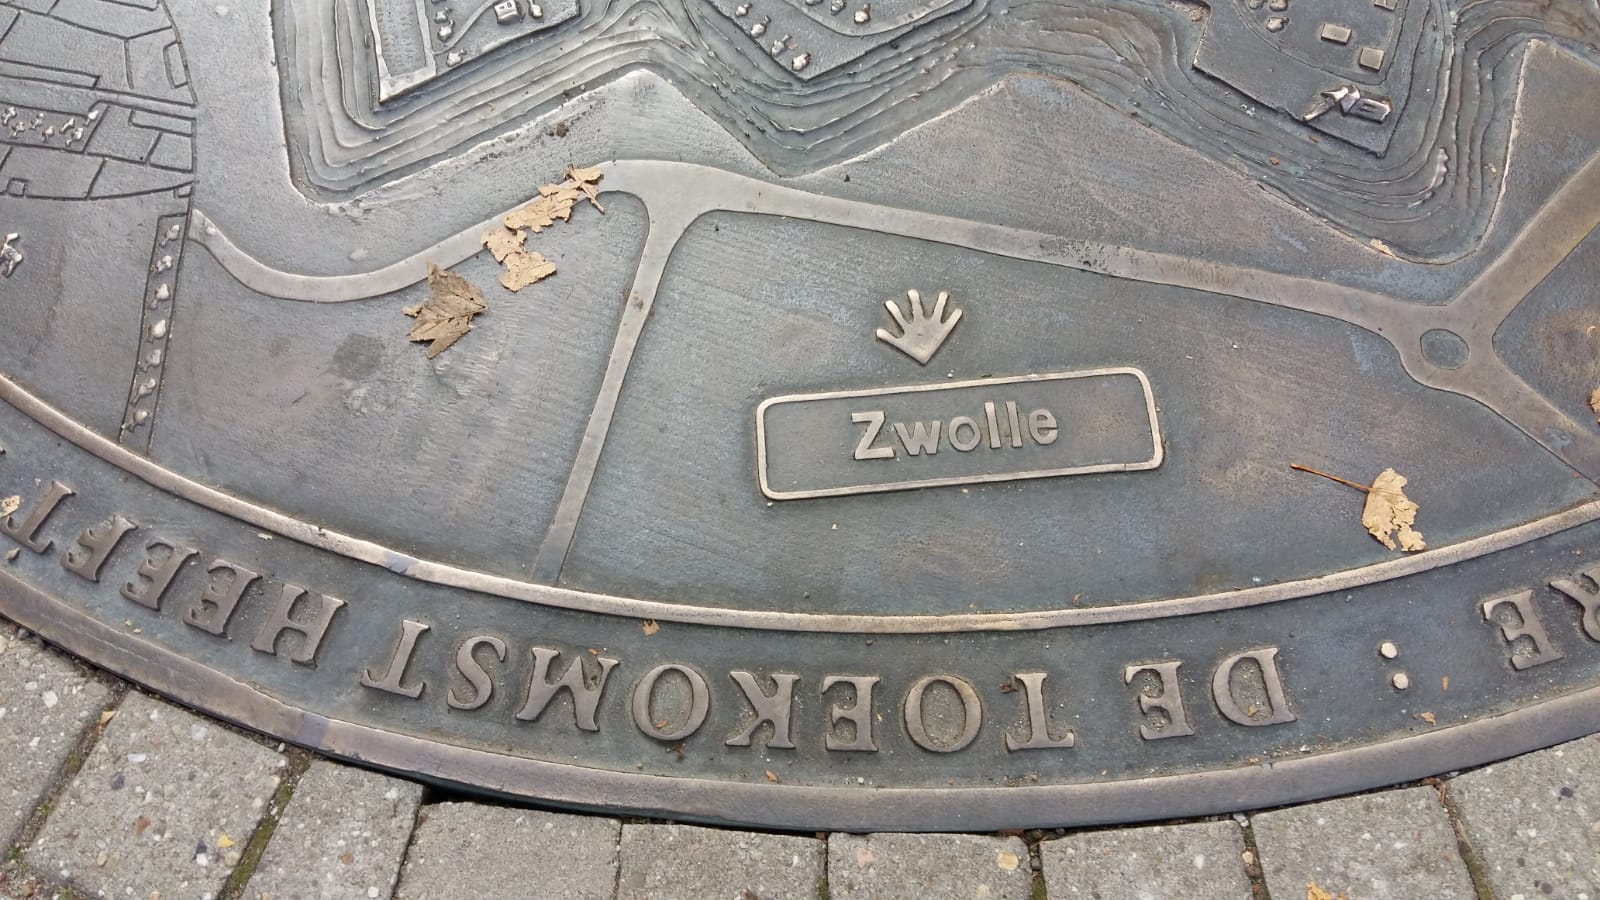 Zwolle
RE : DE TOEKOMST HEEFT